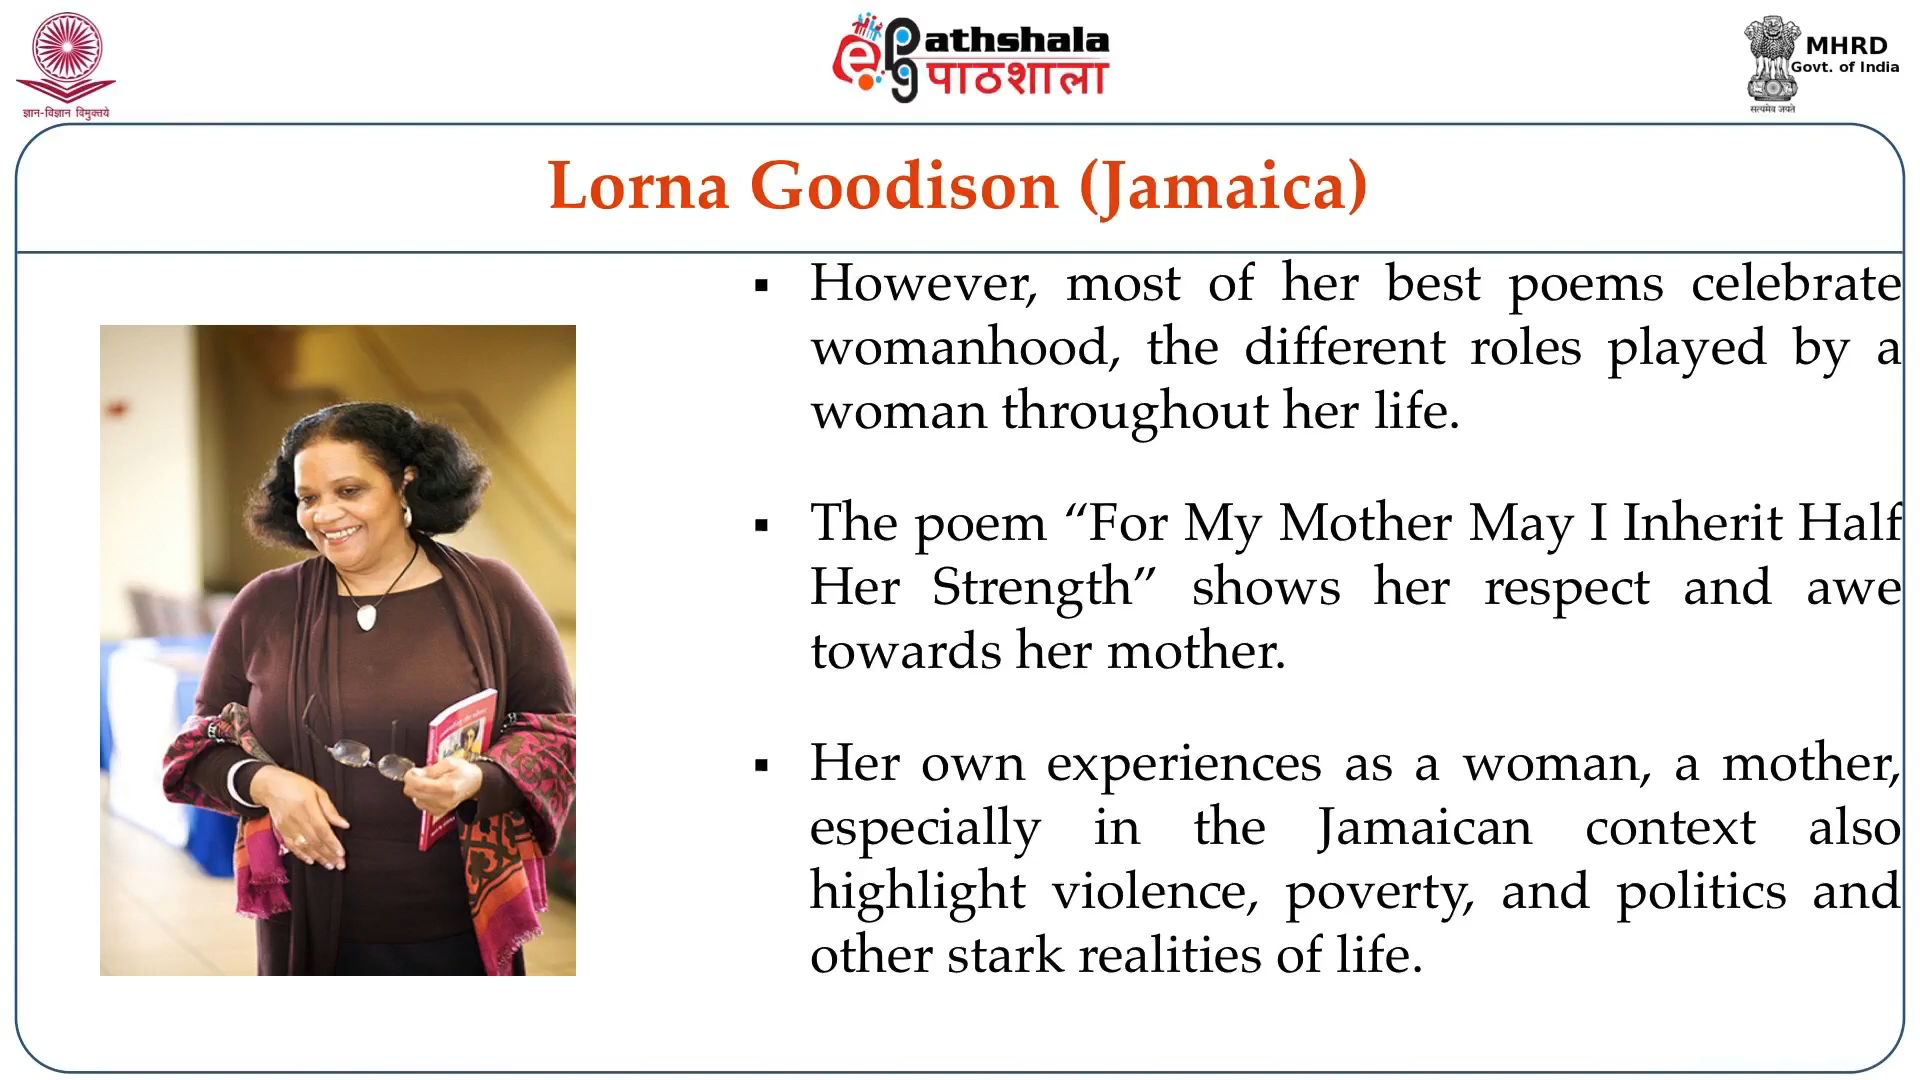 ज्ञान-विज्ञान विमुक्तये
ePathshala
पाठशाला
MHRD
Govt. of India
सत्यमेव जयते
Lorna Goodison (Jamaica)
▪ However, most of her best poems celebrate
womanhood, the different roles played by a
woman throughout her life.
▪ The poem “For My Mother May I Inherit Half
Her Strength” shows her respect and awe
towards her mother.
▪ Her own experiences as a woman, a mother,
especially in the Jamaican context also
highlight violence, poverty, and politics and
other stark realities of life.